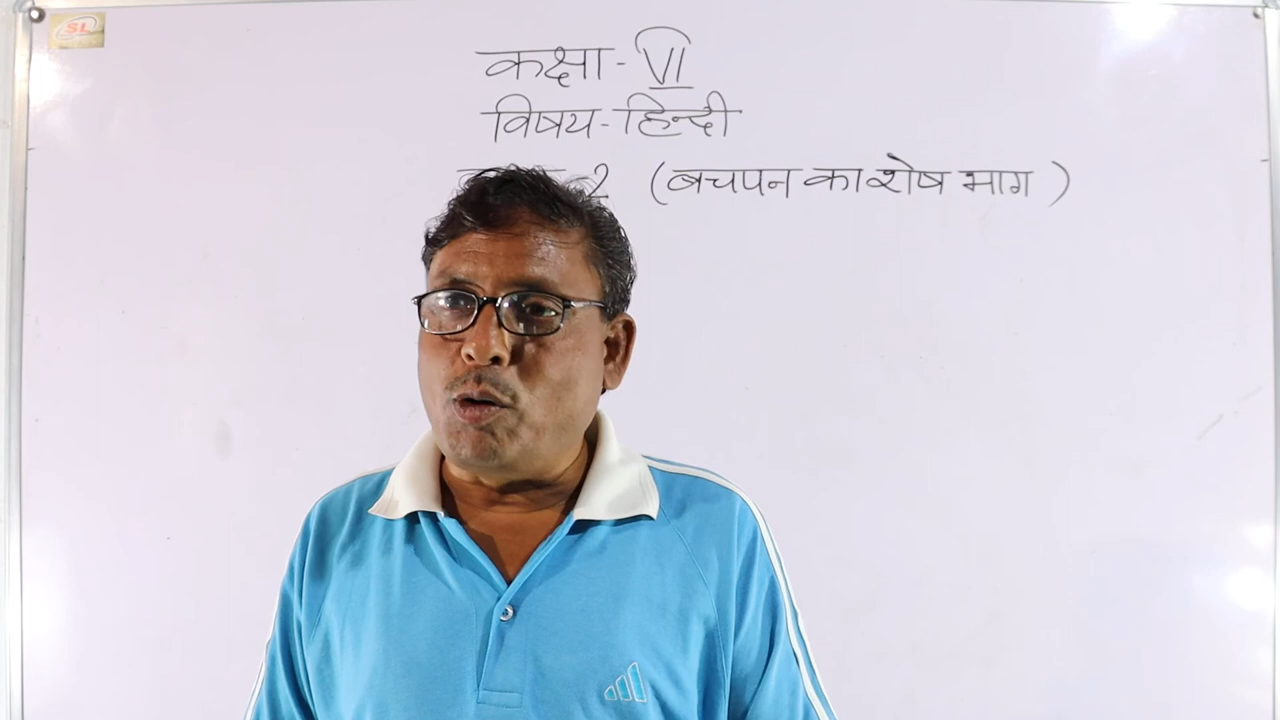 SL
कक्षा - VI
विषय - हिन्दी
2 (बचपन का शेष भाग)